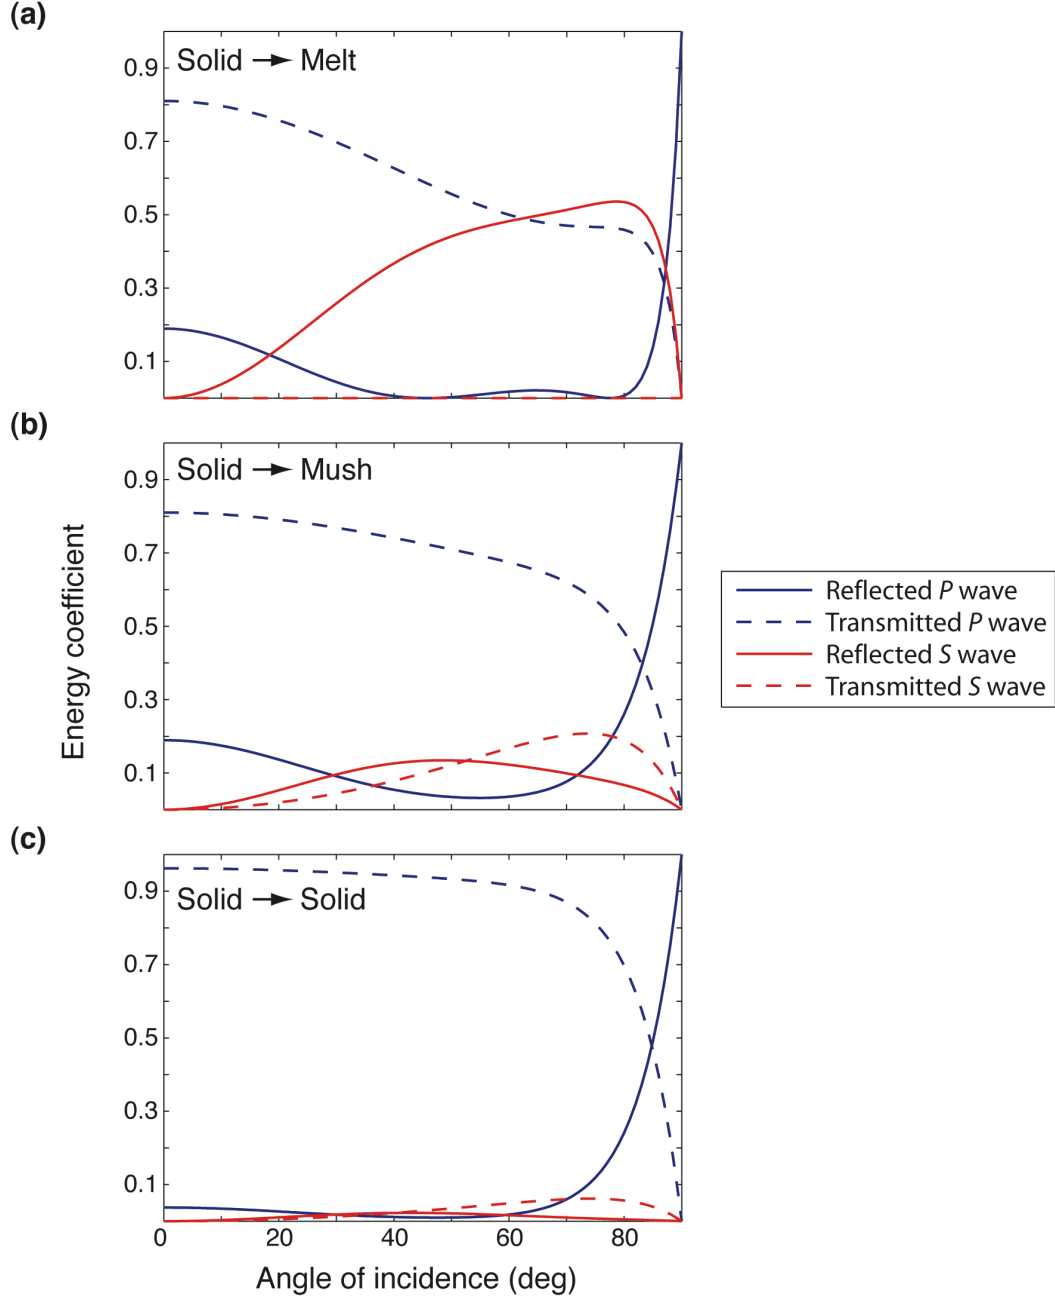 (a)
Solid → Melt
0.9
0.7
0.5
0.3
0.1
(b)
Solid → Mush
0.9
0.7
0.5
0.3
0.1
Energy coefficient
Reflected P wave
Transmitted P wave
Reflected S wave
Transmitted S wave
(c)
Solid → Solid
0.9
0.7
0.5
0.3
0.1
0 20 40 60 80
Angle of incidence (deg)